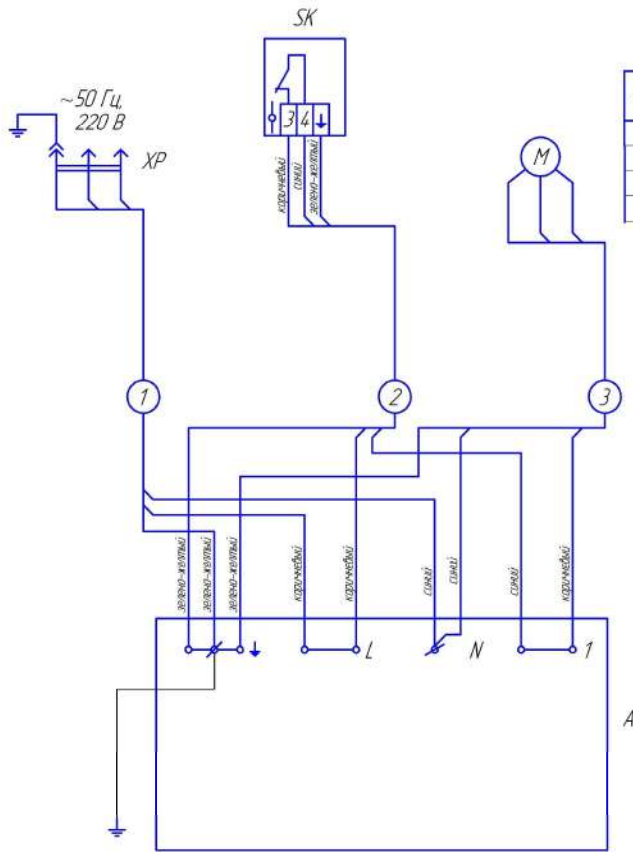 SK
~50 Гц,
220 В
XP
3 4
коричневый
синий
зелено-желтый
M
1
2
3
зелено-желтый
зелено-желтый
зелено-желтый
коричневый
коричневый
синий
синий
синий
коричневый
L
N
1
A